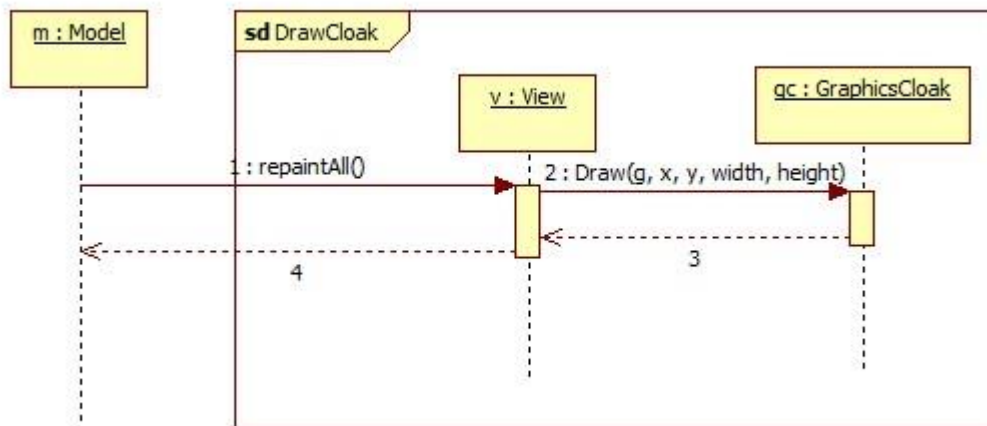 m : Model
sd DrawCloak
v : View
gc : GraphicsCloak
1 : repaintAll()
2 : Draw(g, x, y, width, height)
3
4